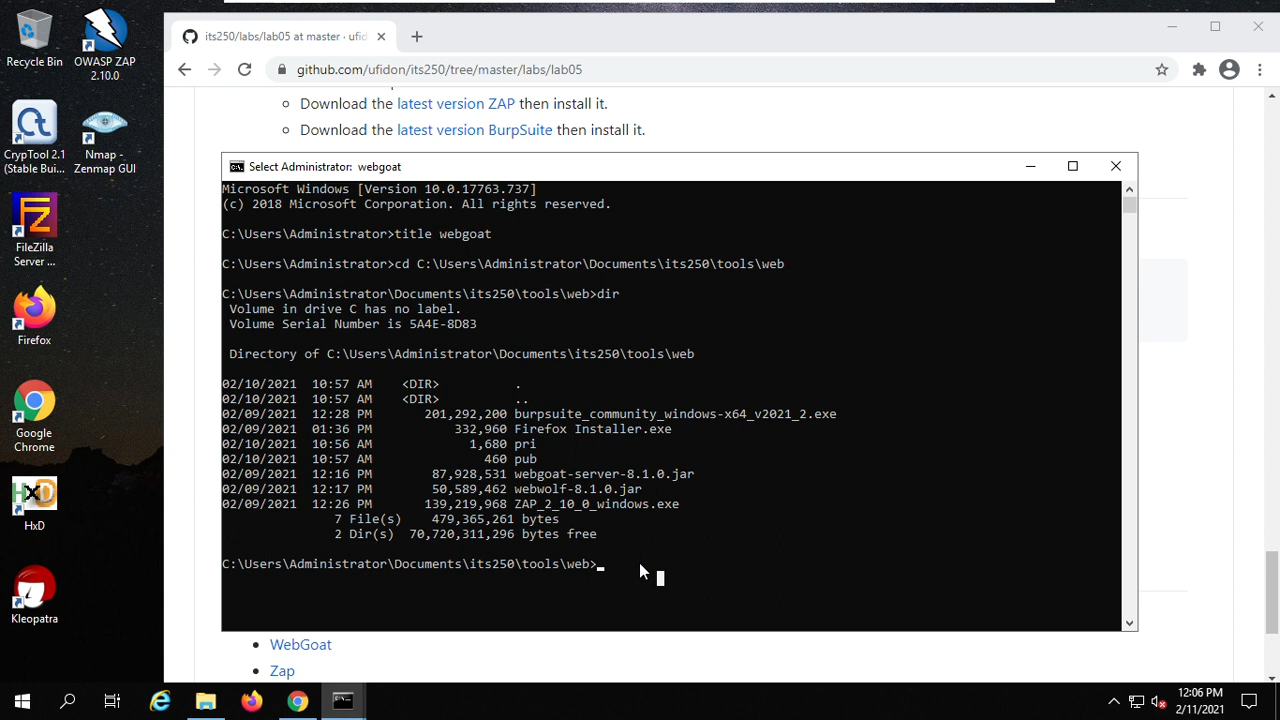 Recycle Bin
OWASP ZAP
2.10.0
CrypTool 2.1
(Stable Bui...
Nmap -
Zenmap GUI
FileZilla
Server ...
Firefox
Google
Chrome
HxD
Kleopatra
its250/labs/lab05 at master · ufid
github.com/ufidon/its250/tree/master/labs/lab05
Download the latest version ZAP then install it.
Download the latest version BurpSuite then install it.
Select Administrator: webgoat
Microsoft Windows [Version 10.0.17763.737]
(c) 2018 Microsoft Corporation. All rights reserved.
C:\Users\Administrator>title webgoat
C:\Users\Administrator>cd C:\Users\Administrator\Documents\its250\tools\web
C:\Users\Administrator\Documents\its250\tools\web>dir
Volume in drive C has no label.
Volume Serial Number is 5A4E-8D83
Directory of C:\Users\Administrator\Documents\its250\tools\web
02/10/2021 10:57 AM <DIR> .
02/10/2021 10:57 AM <DIR> ..
02/09/2021 12:28 PM 201,292,200 burpsuite_community_windows-x64_v2021_2.exe
02/09/2021 01:36 PM 332,960 Firefox Installer.exe
02/10/2021 10:56 AM 1,680 pri
02/10/2021 10:57 AM 460 pub
02/09/2021 12:16 PM 87,928,531 webgoat-server-8.1.0.jar
02/09/2021 12:17 PM 50,589,462 webwolf-8.1.0.jar
02/09/2021 12:26 PM 139,219,968 ZAP_2_10_0_windows.exe
7 File(s) 479,365,261 bytes
2 Dir(s) 70,720,311,296 bytes free
C:\Users\Administrator\Documents\its250\tools\web>
WebGoat
Zap
12:06 PM
2/11/2021